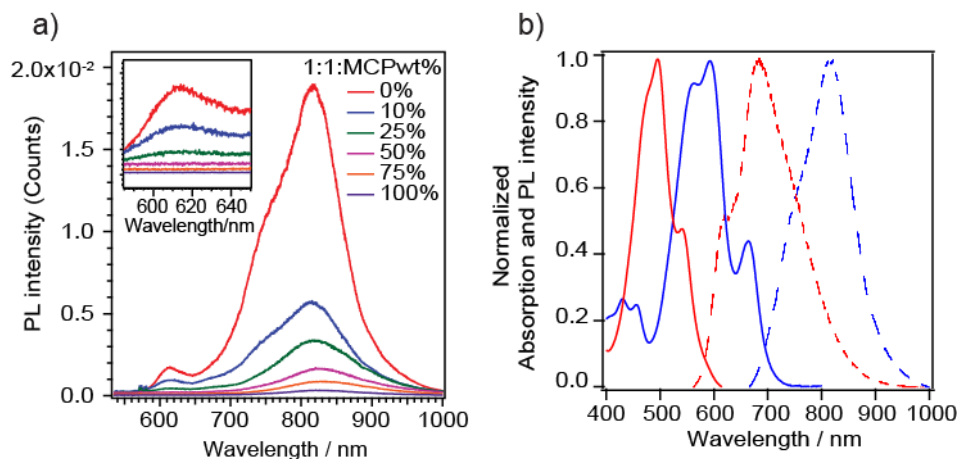 a)
2.0x10⁻²
1.5
1.0
0.5
0.0
PL intensity (Counts)
600 700 800 900 1000
Wavelength / nm
600 620 640
Wavelength/nm
1:1:MCPwt%
0%
10%
25%
50%
75%
100%
b)
1.0
0.8
0.6
0.4
0.2
0.0
Normalized
Absorption and PL intensity
400 500 600 700 800 900 1000
Wavelength / nm